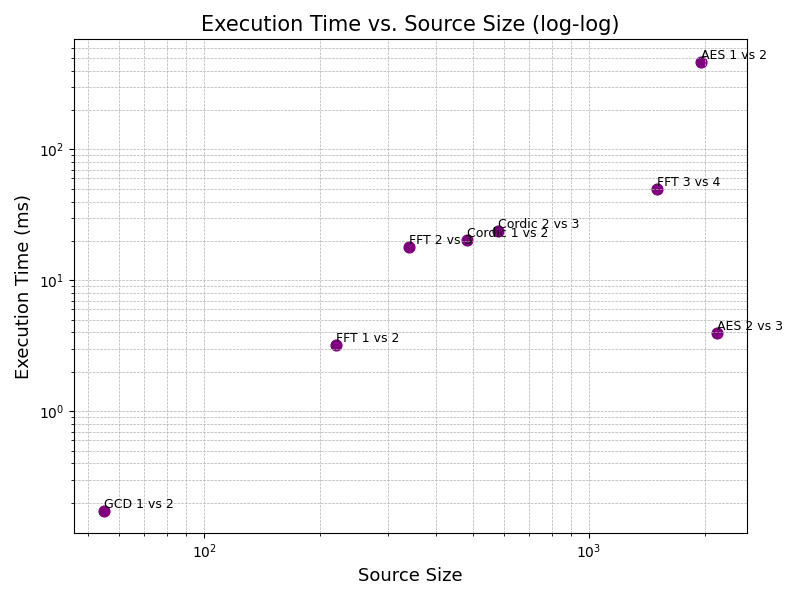 Execution Time vs. Source Size (log-log)
AES 1 vs 2
FFT 3 vs 4
Cordic 2 vs 3
Cordic 1 vs 2
FFT 2 vs
AES 2 vs 3
FFT 1 vs 2
GCD 1 vs 2
Execution Time (ms)
10²
10¹
10⁰
10²
10³
Source Size